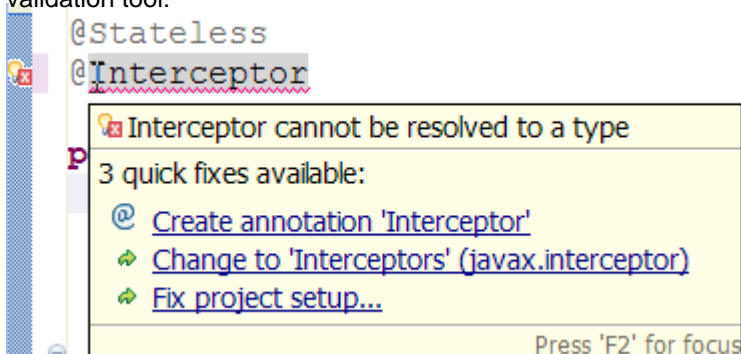 validation tool.
@Stateless
@Interceptor
Interceptor cannot be resolved to a type
p
3 quick fixes available:
@ Create annotation 'Interceptor'
Change to 'Interceptors' (javax.interceptor)
Fix project setup...
Press 'F2' for focus